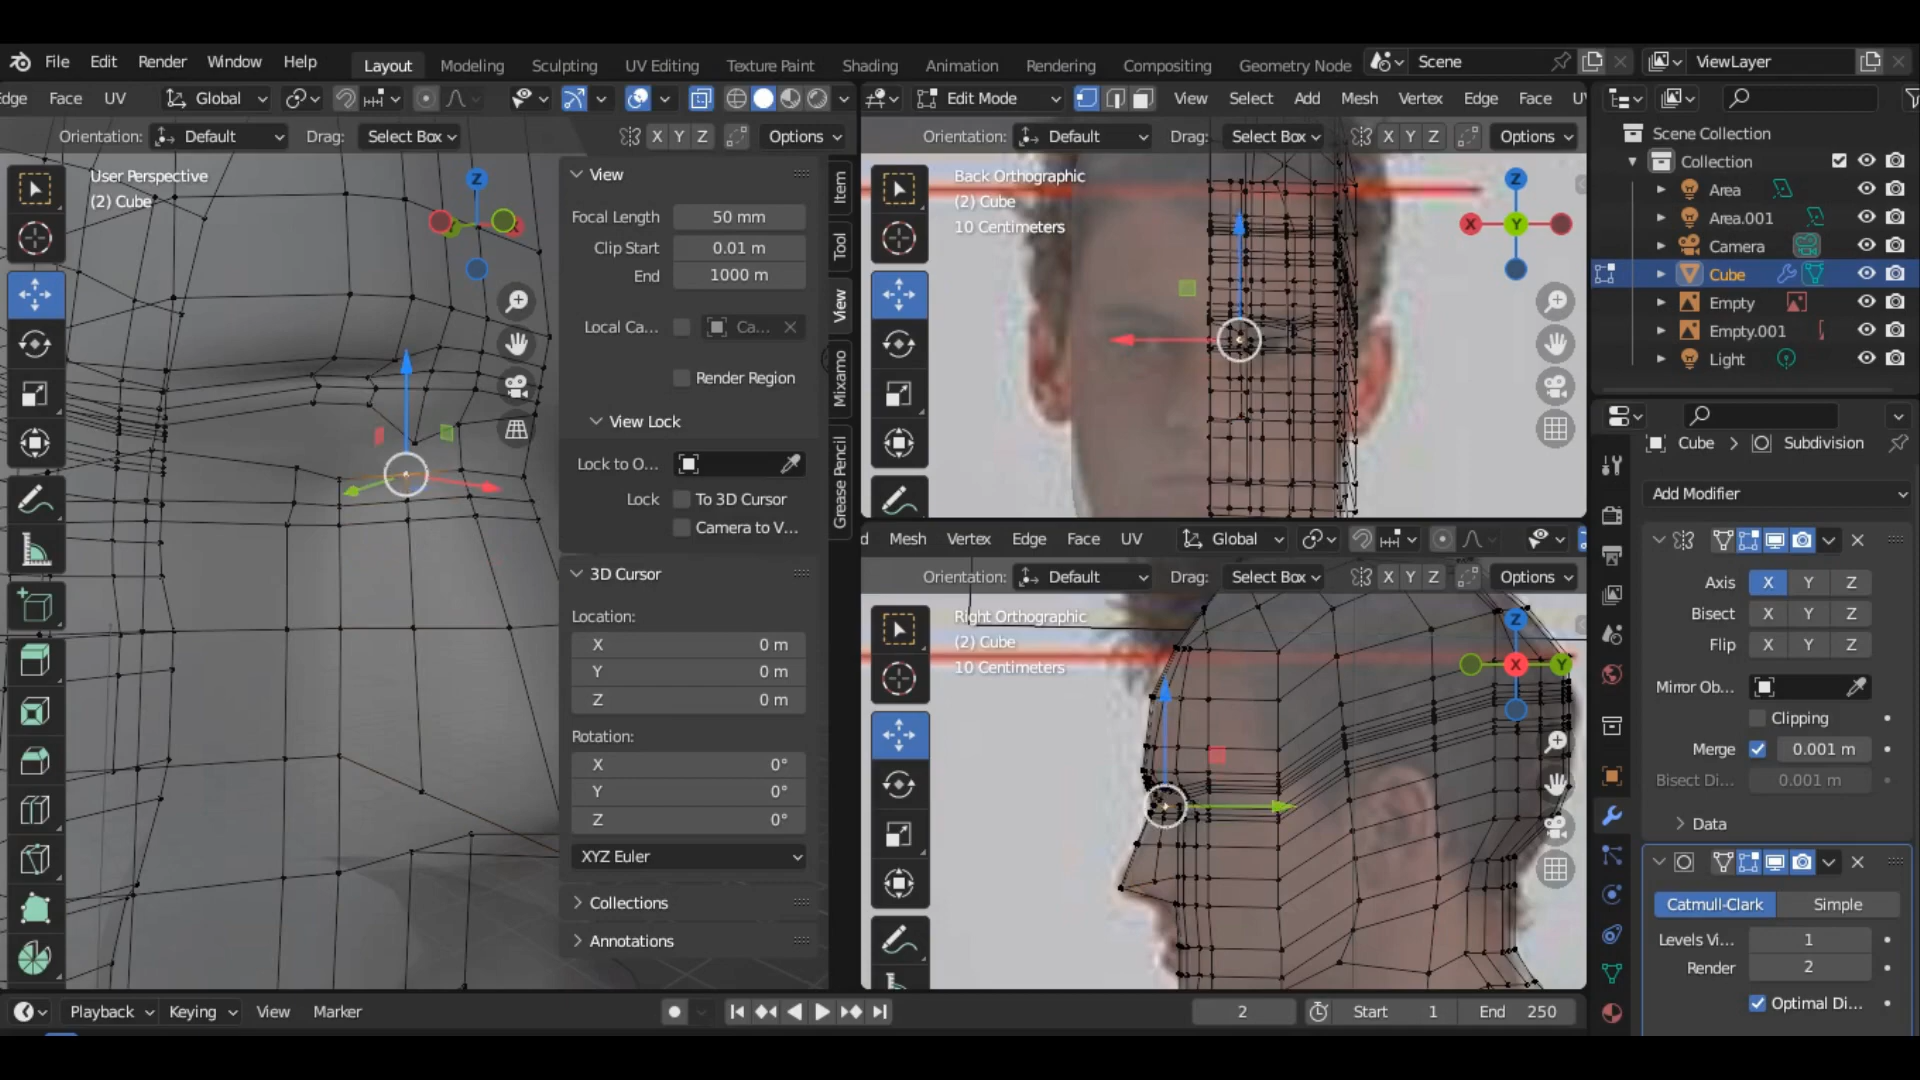 File Edit Render Window Help Layout Modeling Sculpting UV Editing Texture Paint Shading Animation Rendering Compositing Geometry Node Scene ViewLayer
dge Face UV Global
Edit Mode View Select Add Mesh Vertex Edge Face
Orientation: Default Drag: Select Box X Y Z Options
Orientation: Default Drag: Select Box X Y Z Options
User Perspective
(2) Cube
Z
View
Focal Length 50 mm
Clip Start 0.01 m
End 1000 m
Local Ca... Ca...
Render Region
View Lock
Lock to O...
Lock To 3D Cursor
Camera to V...
3D Cursor
Location:
X 0 m
Y 0 m
Z 0 m
Rotation:
X 0°
Y 0°
Z 0°
XYZ Euler
Collections
Annotations
Item
Tool
View
Mixamo
Grease Pencil
Back Orthographic
(2) Cube
10 Centimeters
Z
X Y
d Mesh Vertex Edge Face UV Global
Orientation: Default Drag: Select Box X Y Z Options
Right Orthographic
(2) Cube
10 Centimeters
Z
X Y
Scene Collection
Collection
Area
Area.001
Camera
Cube
Empty
Empty.001
Light
Cube > Subdivision
Add Modifier
Axis X Y Z
Bisect X Y Z
Flip X Y Z
Mirror Ob...
Clipping
Merge 0.001 m
Bisect Di... 0.001 m
Data
Catmull-Clark Simple
Levels Vi... 1
Render 2
Optimal Di...
Playback Keying View Marker 2 Start 1 End 250